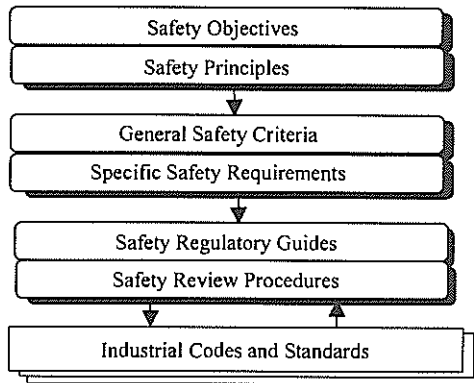 Safety Objectives
Safety Principles
General Safety Criteria
Specific Safety Requirements
Safety Regulatory Guides
Safety Review Procedures
Industrial Codes and Standards